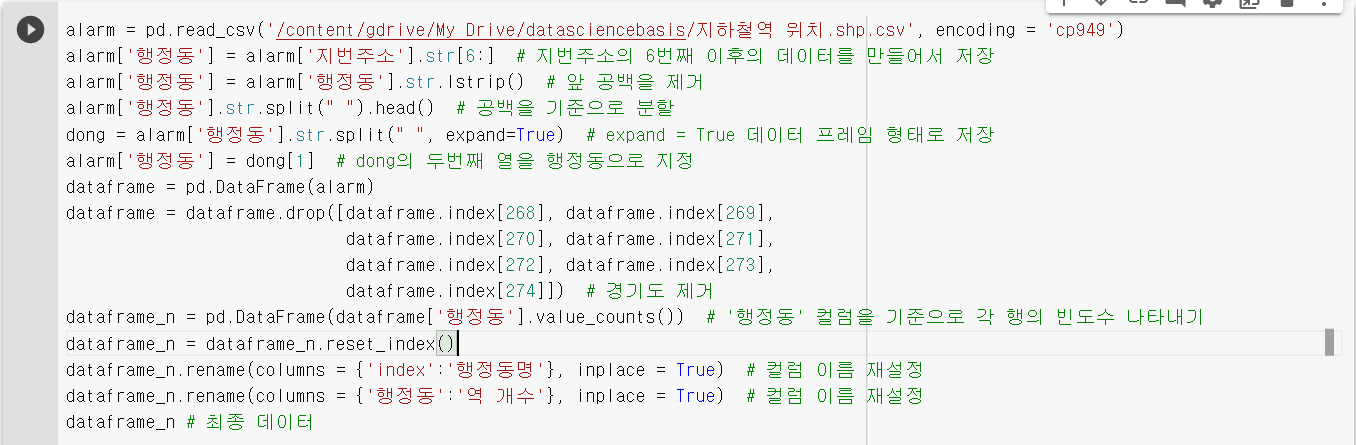 alarm = pd.read_csv('/content/gdrive/My Drive/datasciencebasis/지하철역 위치.shp.csv', encoding = 'cp949')
alarm['행정동'] = alarm['지번주소'].str[6:]  # 지번주소의 6번째 이후의 데이터를 만들어서 저장
alarm['행정동'] = alarm['행정동'].str.lstrip()  # 앞 공백을 제거
alarm['행정동'].str.split(" ").head()  # 공백을 기준으로 분할
dong = alarm['행정동'].str.split(" ", expand=True)  # expand = True 데이터 프레임 형태로 저장
alarm['행정동'] = dong[1]  # dong의 두번째 열을 행정동으로 지정
dataframe = pd.DataFrame(alarm)
dataframe = dataframe.drop([dataframe.index[268], dataframe.index[269],
dataframe.index[270], dataframe.index[271],
dataframe.index[272], dataframe.index[273],
dataframe.index[274]])  # 경기도 제거
dataframe_n = pd.DataFrame(dataframe['행정동'].value_counts())  # '행정동' 컬럼을 기준으로 각 행의 빈도수 나타내기
dataframe_n = dataframe_n.reset_index()
dataframe_n.rename(columns = {'index':'행정동명'}, inplace = True)  # 컬럼 이름 재설정
dataframe_n.rename(columns = {'행정동':'역 개수'}, inplace = True)  # 컬럼 이름 재설정
dataframe_n # 최종 데이터